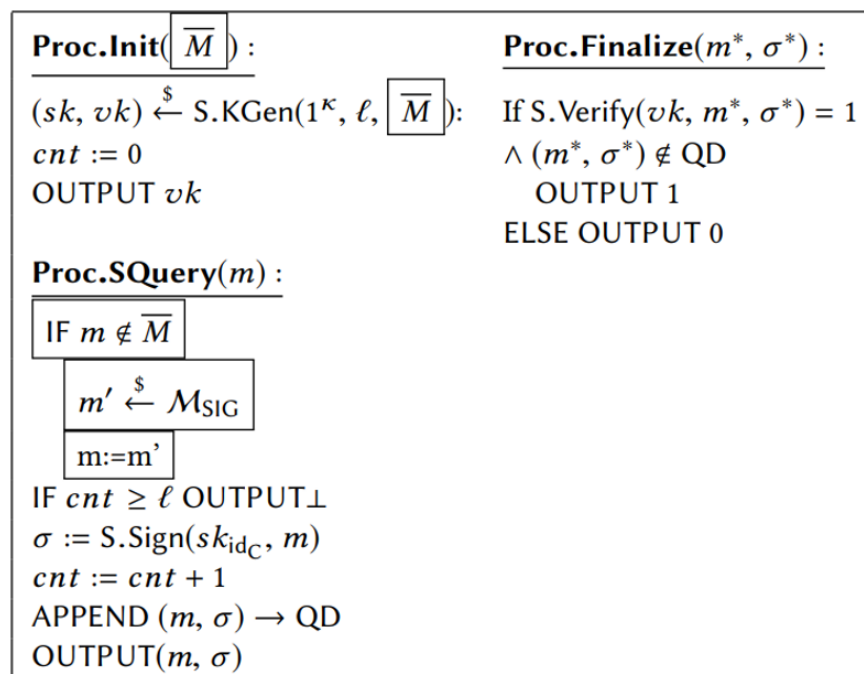 Proc.Init( M̅ ) :
(sk, vk) ←$ S.KGen(1^κ, ℓ, M̅ ):
cnt := 0
OUTPUT vk
Proc.SQuery(m) :
IF m ∉ M̅
m′ ←$ ℳ_SIG
m:=m’
IF cnt ≥ ℓ OUTPUT⊥
σ := S.Sign(sk_id_C, m)
cnt := cnt + 1
APPEND (m, σ) → QD
OUTPUT(m, σ)
Proc.Finalize(m*, σ*) :
If S.Verify(vk, m*, σ*) = 1
∧ (m*, σ*) ∉ QD
OUTPUT 1
ELSE OUTPUT 0